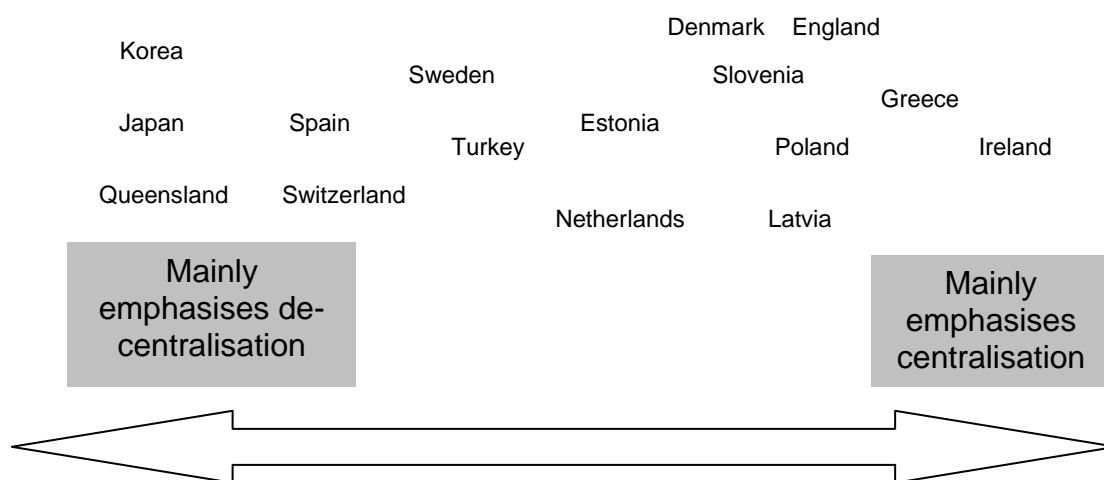 Denmark England
Korea
Sweden Slovenia
Greece
Japan Spain Estonia
Turkey Poland Ireland
Queensland Switzerland
Netherlands Latvia
Mainly
emphasises de-
centralisation
Mainly
emphasises
centralisation